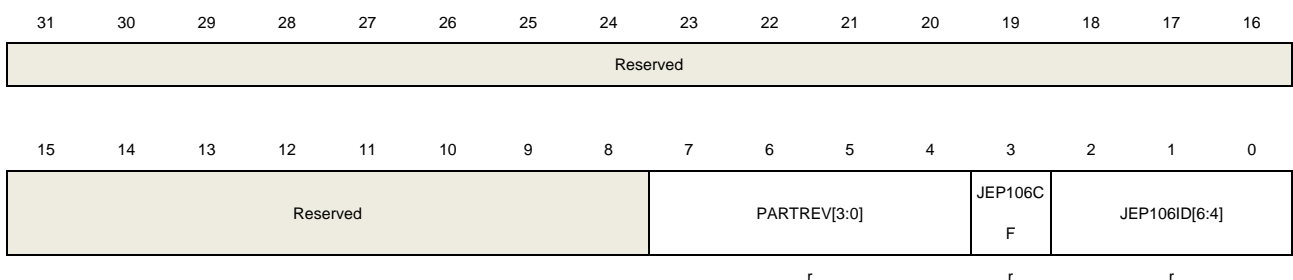 31 30 29 28 27 26 25 24 23 22 21 20 19 18 17 16
Reserved
15 14 13 12 11 10 9 8 7 6 5 4 3 2 1 0
Reserved PARTREV[3:0] JEP106C JEP106ID[6:4]
F
r r r